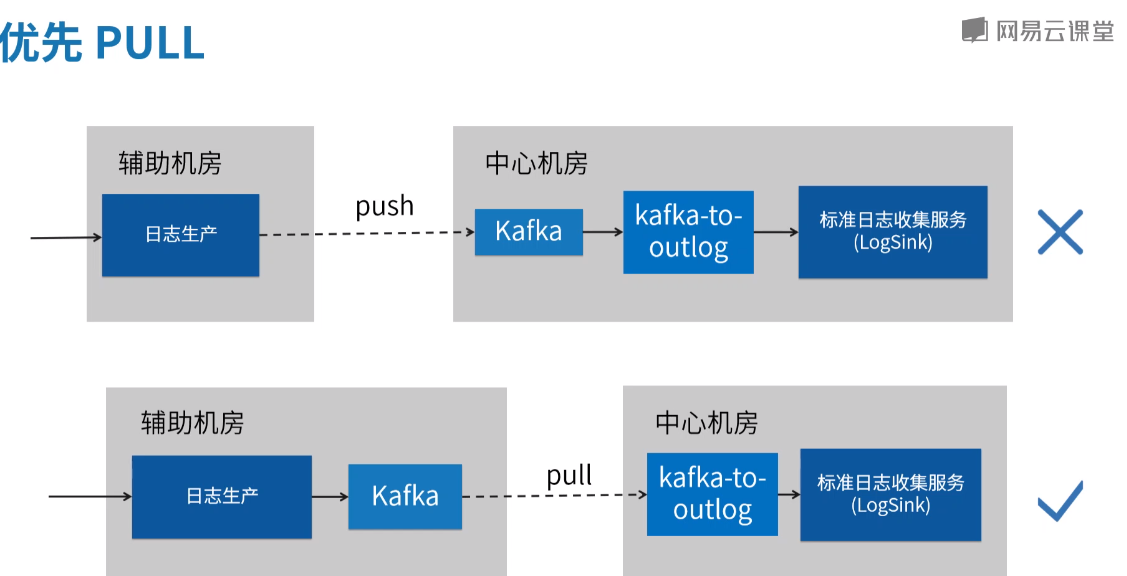 优先 PULL
网易云课堂
辅助机房
中心机房
日志生产
push
Kafka
kafka-to-
outlog
标准日志收集服务
(LogSink)
辅助机房
中心机房
日志生产
Kafka
pull
kafka-to-
outlog
标准日志收集服务
(LogSink)